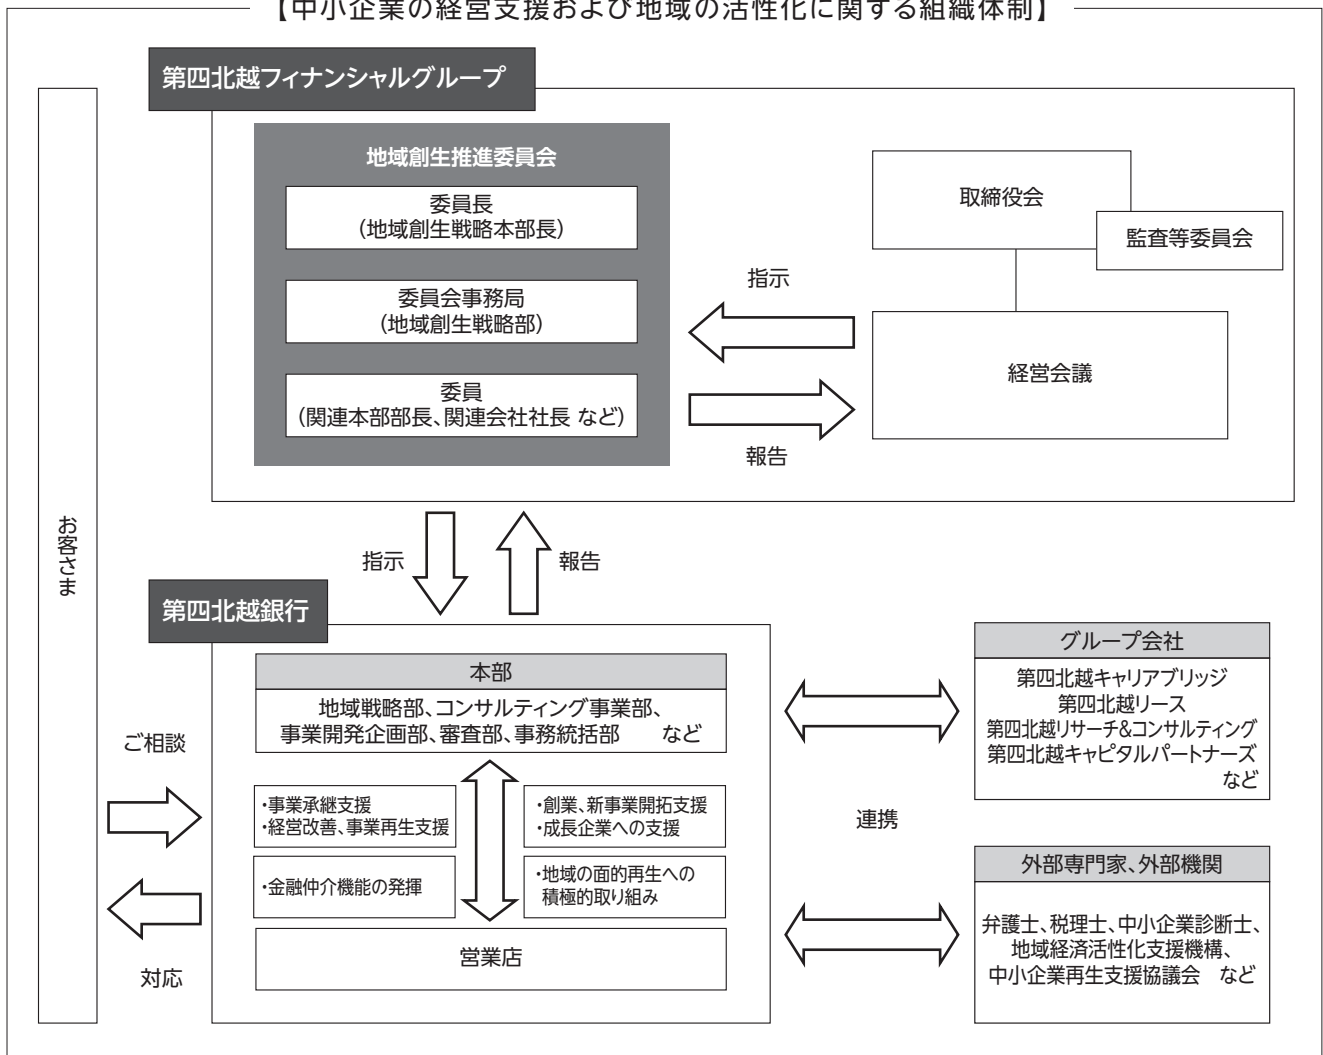 【中小企業の経営支援および地域の活性化に関する組織体制】
第四北越フィナンシャルグループ
地域創生推進委員会
委員長
(地域創生戦略本部長)
委員会事務局
(地域創生戦略部)
委員
(関連本部部長、関連会社社長 など)
指示
報告
取締役会
監査等委員会
経営会議
お客さま
指示
報告
第四北越銀行
本部
地域戦略部、コンサルティング事業部、
事業開発企画部、審査部、事務統括部 など
・事業承継支援
・経営改善、事業再生支援
・創業、新事業開拓支援
・成長企業への支援
・金融仲介機能の発揮
・地域の面的再生への
積極的取り組み
営業店
ご相談
対応
連携
グループ会社
第四北越キャリアブリッジ
第四北越リース
第四北越リサーチ&コンサルティング
第四北越キャピタルパートナーズ
など
外部専門家、外部機関
弁護士、税理士、中小企業診断士、
地域経済活性化支援機構、
中小企業再生支援協議会 など